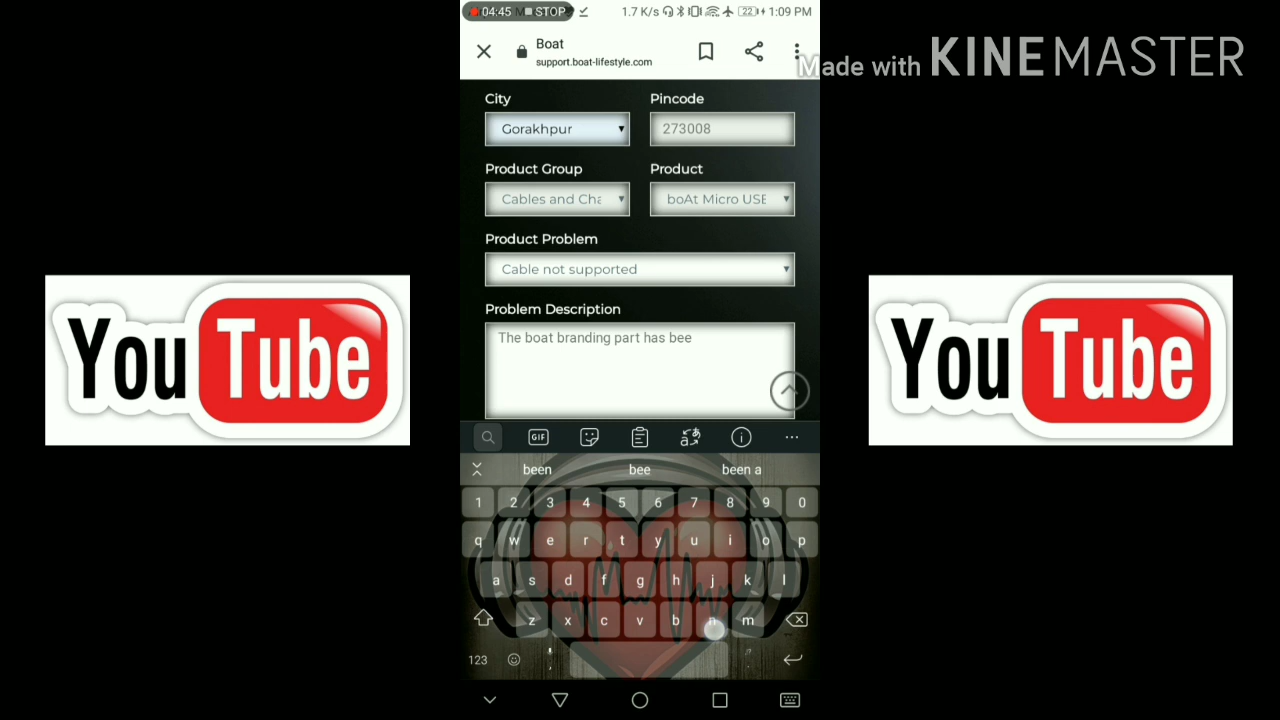 04:45 STOP 1.7 K/s 22 1:09 PM
Boat
support.boat-lifestyle.com
Made with KINEMASTER
City Pincode
Gorakhpur 273008
Product Group Product
Cables and Cha boAt Micro USE
Product Problem
Cable not supported
Problem Description
The boat branding part has bee
You Tube
You Tube
GIF
been bee been a
1 2 3 4 5 6 7 8 9 0
q w e r t y u i o p
a s d f g h j k l
z x c v b n m
123 , .